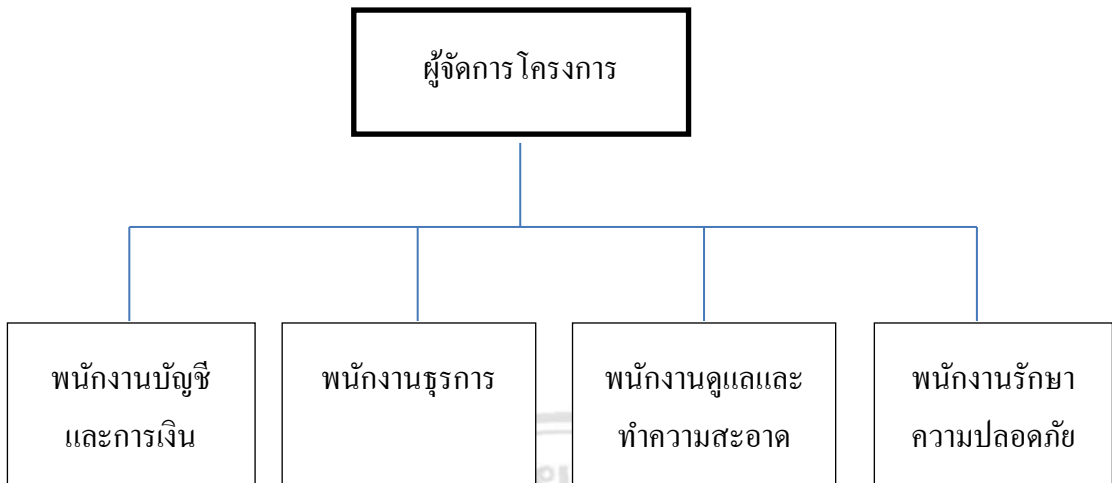 ผู้จัดการโครงการ
พนักงานบัญชี
และการเงิน
พนักงานธุรการ
พนักงานดูแลและ
ทำความสะอาด
พนักงานรักษา
ความปลอดภัย